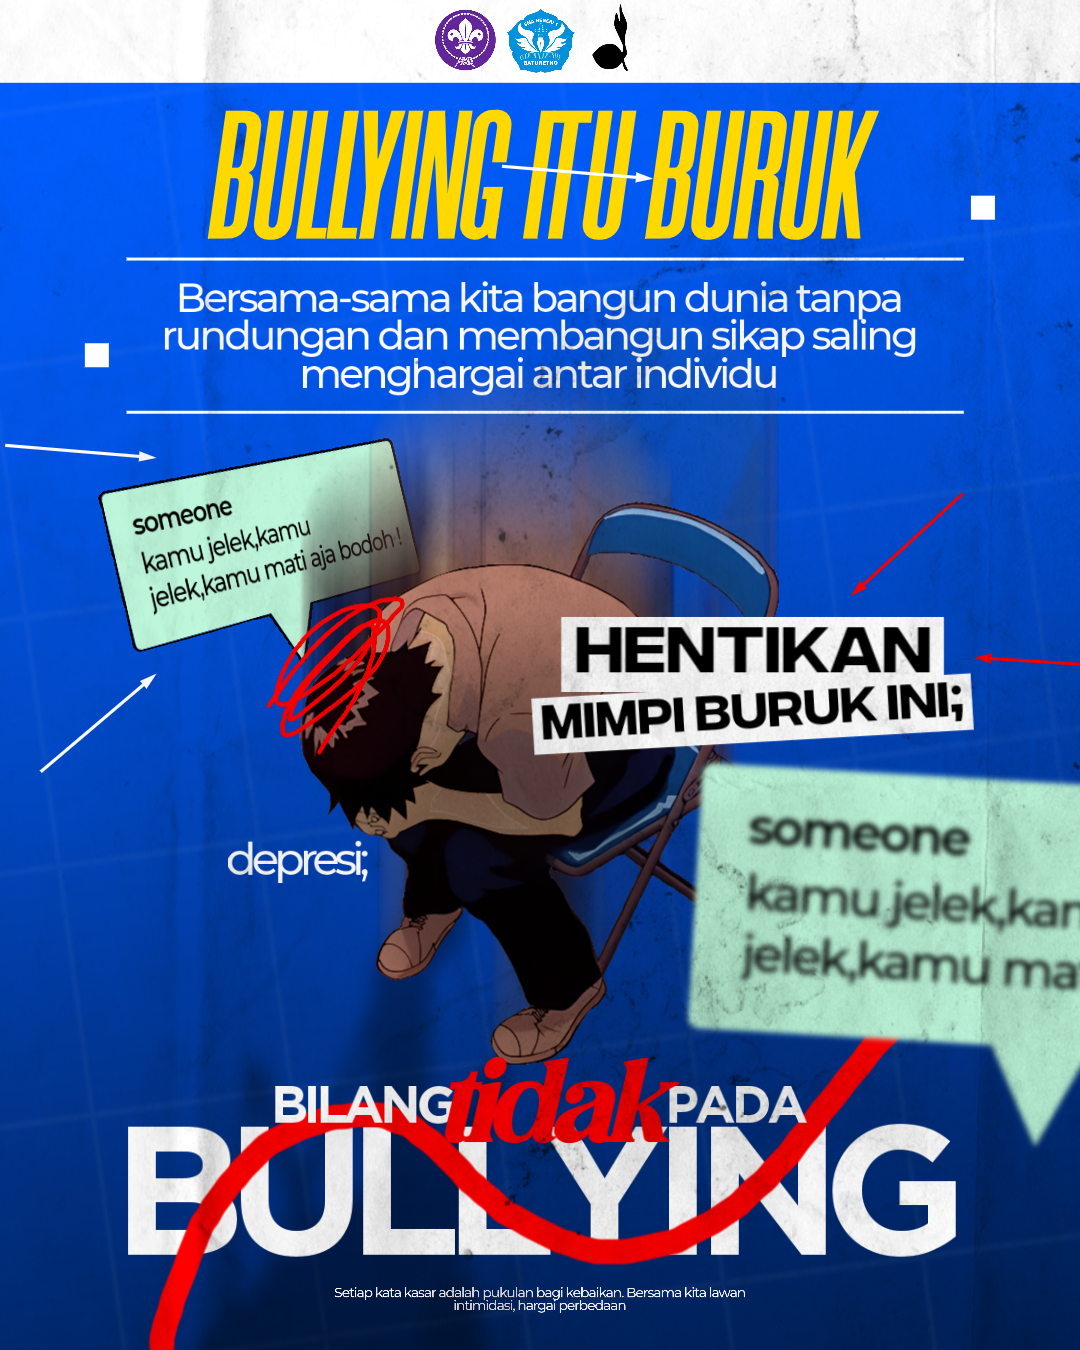 BATURETNO
BULLYING ITU BURUK
Bersama-sama kita bangun dunia tanpa
rundungan dan membangun sikap saling
menghargai antar individu
someone
kamu jelek,kamu
jelek,kamu mati aja bodoh !
HENTIKAN
MIMPI BURUK INI;
someone
kamu jelek,kam
jelek,kamu ma
depresi;
BILANG tidak PADA
BULLYING
Setiap kata kasar adalah pukulan bagi kebaikan. Bersama kita lawan
intimidasi, hargai perbedaan